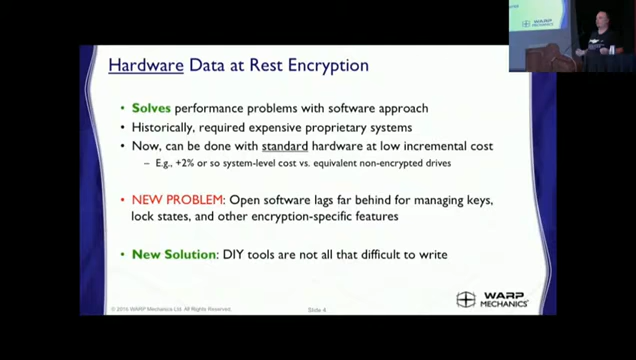 Hardware Data at Rest Encryption
• Solves performance problems with software approach
• Historically, required expensive proprietary systems
• Now, can be done with standard hardware at low incremental cost
– E.g., +2% or so system-level cost vs. equivalent non-encrypted drives
• NEW PROBLEM: Open software lags far behind for managing keys,
lock states, and other encryption-specific features
• New Solution: DIY tools are not all that difficult to write
© 2015 WARP Mechanics Ltd. All Rights Reserved.
Slide 4
WARP
MECHANICS
WARP
MECHANICS